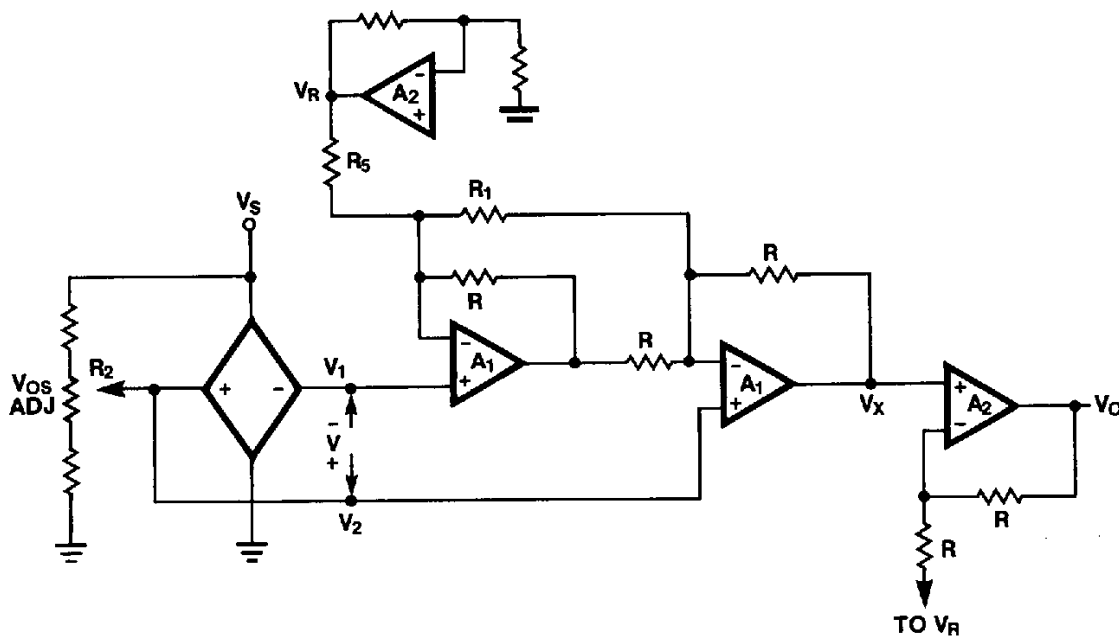 VR
-
A2
+
R5
VS
R1
R
R
VOS
ADJ
R2
+
-
V1
-
V
+
V2
-
A1
+
R
-
A1
+
VX
+
A2
-
VO
R
R
TO VR